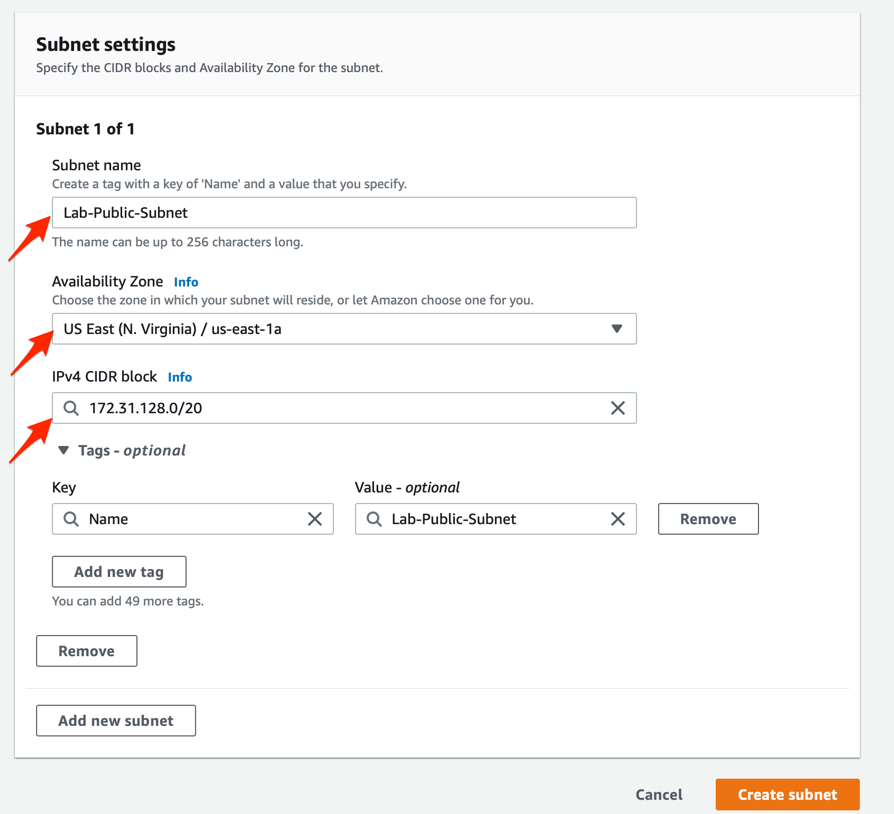 Subnet settings
Specify the CIDR blocks and Availability Zone for the subnet.
Subnet 1 of 1
Subnet name
Create a tag with a key of 'Name' and a value that you specify.
Lab-Public-Subnet
The name can be up to 256 characters long.
Availability Zone Info
Choose the zone in which your subnet will reside, or let Amazon choose one for you.
US East (N. Virginia) / us-east-1a
IPv4 CIDR block Info
172.31.128.0/20
Tags - optional
Key Value - optional
Name Lab-Public-Subnet Remove
Add new tag
You can add 49 more tags.
Remove
Add new subnet
Cancel Create subnet